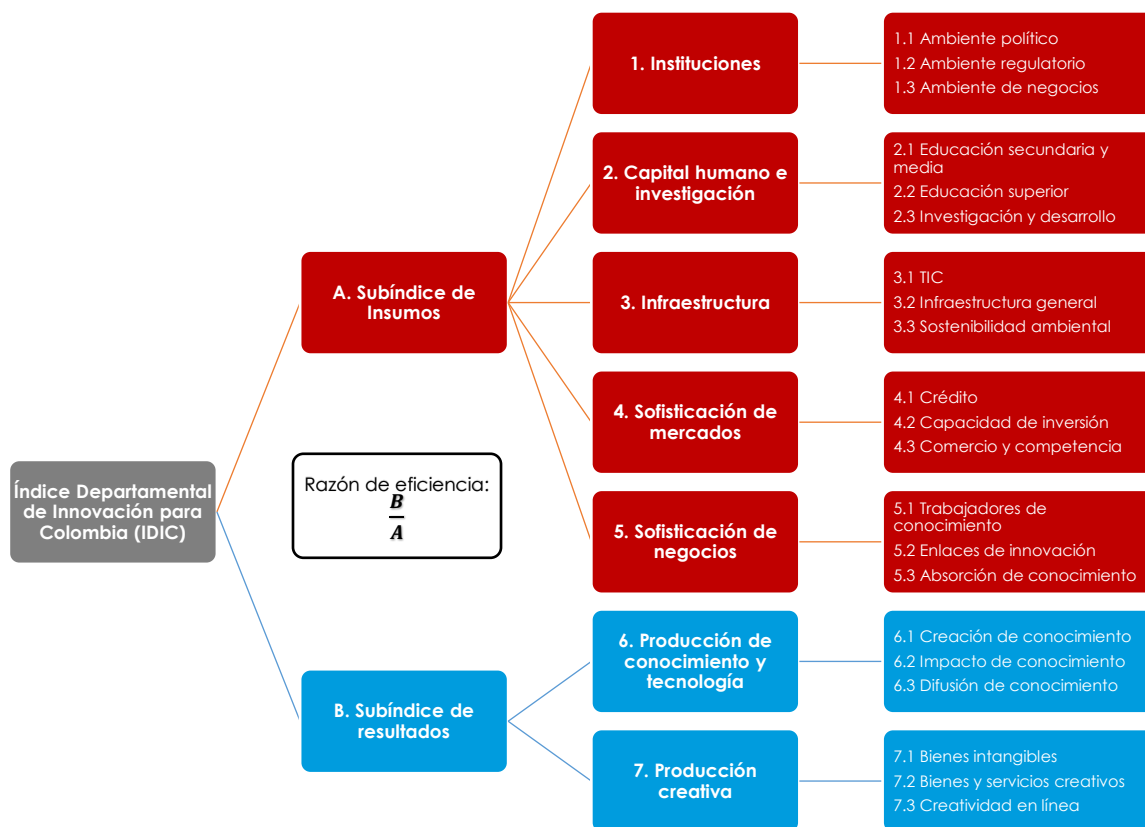 Índice Departamental
de Innovación para
Colombia (IDIC)
A. Subíndice de
Insumos
1. Instituciones
1.1 Ambiente político
1.2 Ambiente regulatorio
1.3 Ambiente de negocios
2. Capital humano e
investigación
2.1 Educación secundaria y
media
2.2 Educación superior
2.3 Investigación y desarrollo
3. Infraestructura
3.1 TIC
3.2 Infraestructura general
3.3 Sostenibilidad ambiental
4. Sofisticación de
mercados
4.1 Crédito
4.2 Capacidad de inversión
4.3 Comercio y competencia
5. Sofisticación de
negocios
5.1 Trabajadores de
conocimiento
5.2 Enlaces de innovación
5.3 Absorción de conocimiento
Razón de eficiencia:
B
A
B. Subíndice de
resultados
6. Producción de
conocimiento y
tecnología
6.1 Creación de conocimiento
6.2 Impacto de conocimiento
6.3 Difusión de conocimiento
7. Producción
creativa
7.1 Bienes intangibles
7.2 Bienes y servicios creativos
7.3 Creatividad en línea